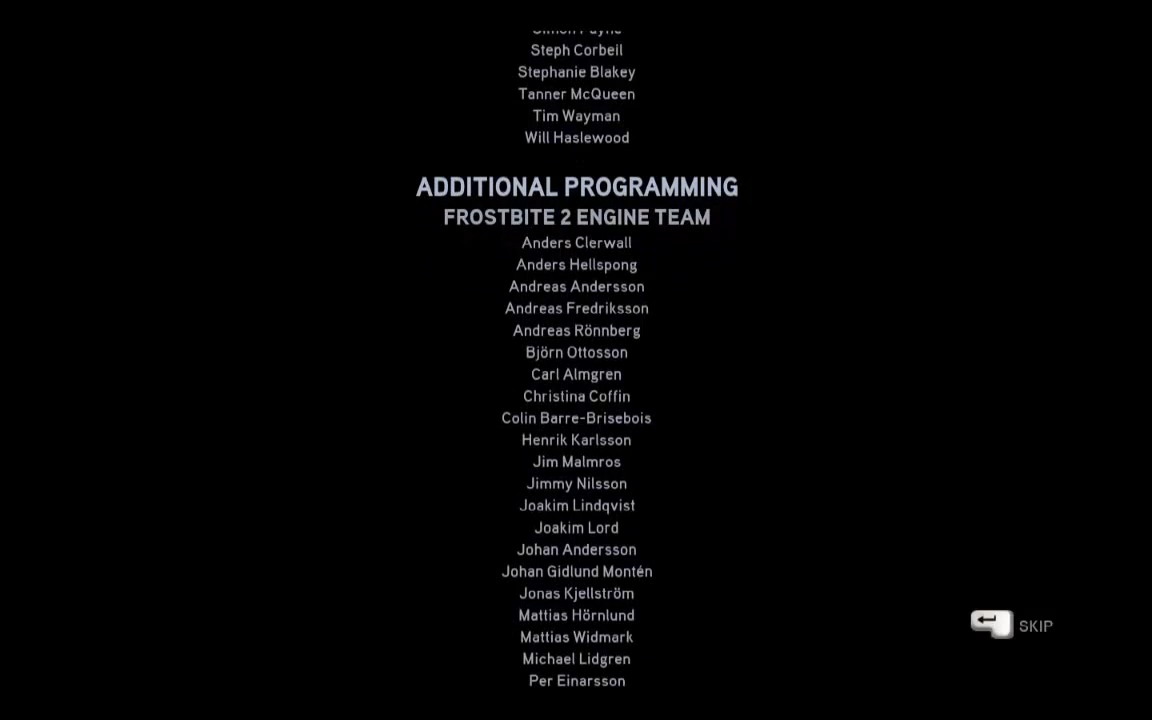 Simon Payne
Steph Corbeil
Stephanie Blakey
Tanner McQueen
Tim Wayman
Will Haslewood
ADDITIONAL PROGRAMMING
FROSTBITE 2 ENGINE TEAM
Anders Clerwall
Anders Hellspong
Andreas Andersson
Andreas Fredriksson
Andreas Rönnberg
Björn Ottosson
Carl Almgren
Christina Coffin
Colin Barre-Brisebois
Henrik Karlsson
Jim Malmros
Jimmy Nilsson
Joakim Lindqvist
Joakim Lord
Johan Andersson
Johan Gidlund Montén
Jonas Kjellström
Mattias Hörnlund
Mattias Widmark
Michael Lidgren
Per Einarsson
SKIP